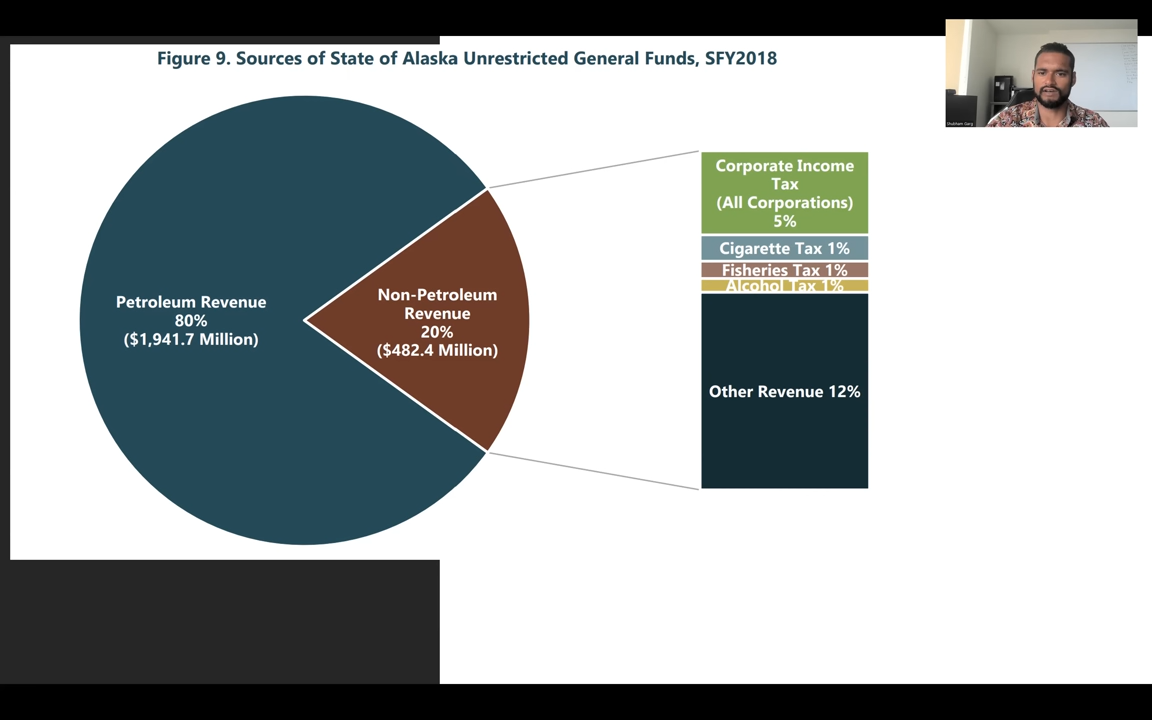 Figure 9. Sources of State of Alaska Unrestricted General Funds, SFY2018
Petroleum Revenue
80%
($1,941.7 Million)
Non-Petroleum
Revenue
20%
($482.4 Million)
Corporate Income
Tax
(All Corporations)
5%
Cigarette Tax 1%
Fisheries Tax 1%
Alcohol Tax 1%
Other Revenue 12%
Shubham Garg